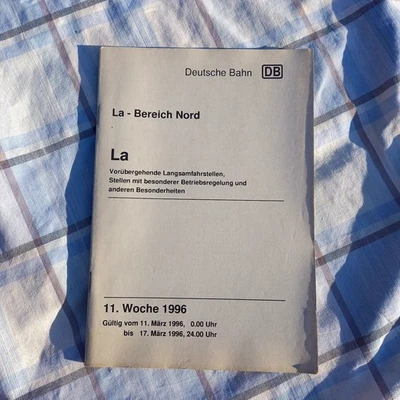 Deutsche Bahn DB
La - Bereich Nord
La
Vorübergehende Langsamfahrstellen,
Stellen mit besonderer Betriebsregelung und
anderen Besonderheiten
11. Woche 1996
Gültig vom 11. März 1996, 0.00 Uhr
bis 17. März 1996, 24.00 Uhr